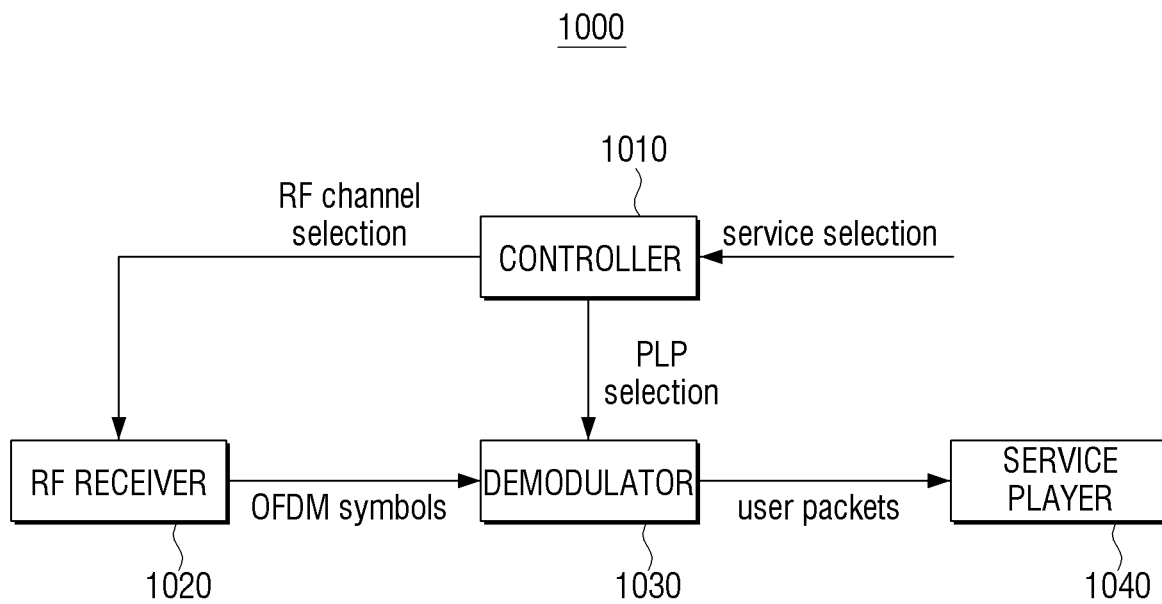 1000
1010
RF channel
selection
CONTROLLER
service selection
PLP
selection
RF RECEIVER
OFDM symbols
DEMODULATOR
user packets
SERVICE
PLAYER
1020
1030
1040